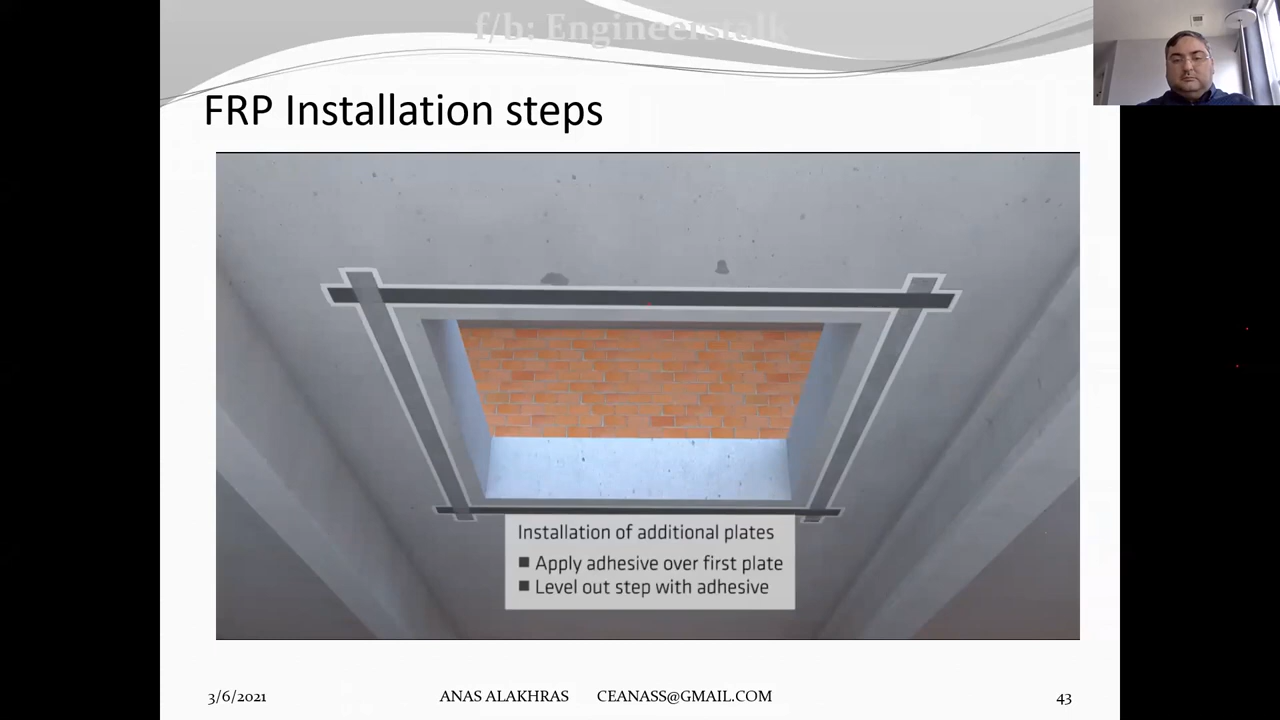 f/b: Engineerstalk
FRP Installation steps
Installation of additional plates
■ Apply adhesive over first plate
■ Level out step with adhesive
3/6/2021 ANAS ALAKHRAS CEANASS@GMAIL.COM 43